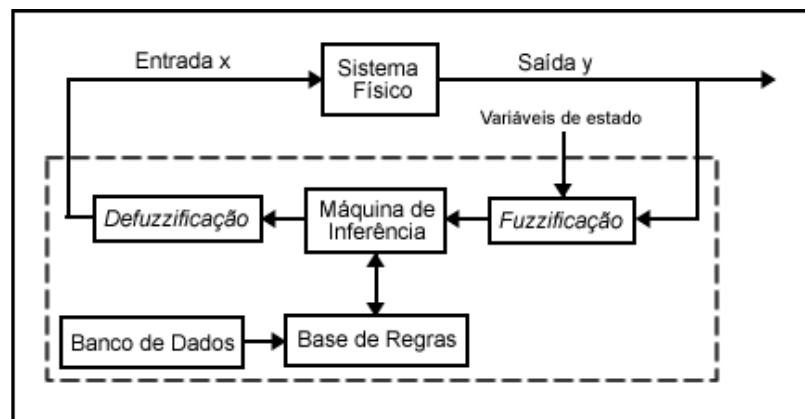 Entrada x
Sistema
Físico
Saída y
Variáveis de estado
Defuzzificação
Máquina de
Inferência
Fuzzificação
Banco de Dados
Base de Regras